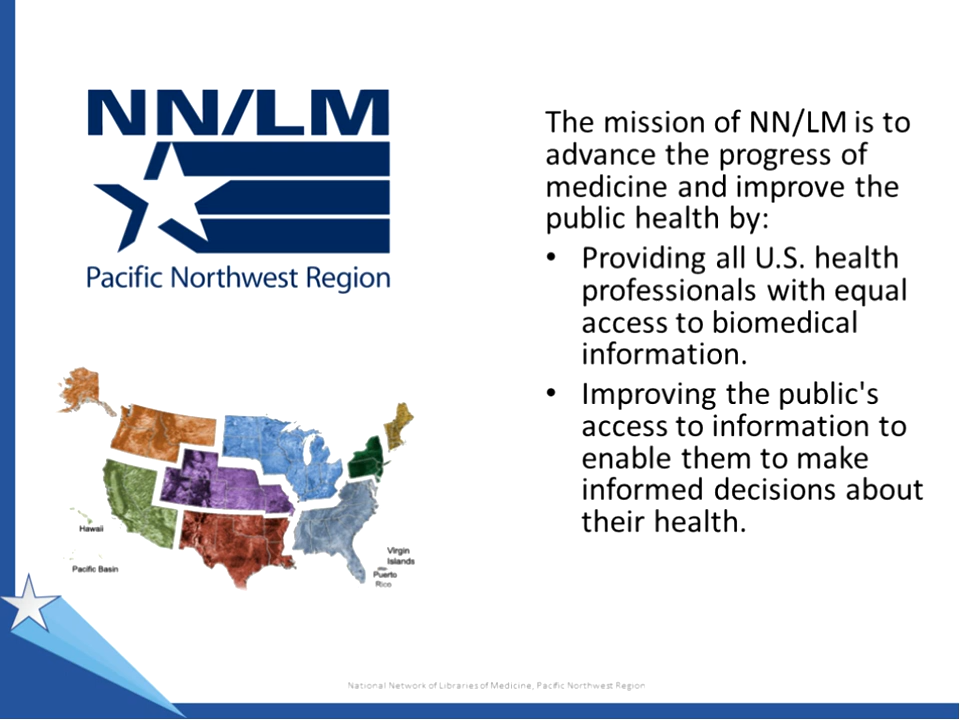 NN/LM
Pacific Northwest Region
The mission of NN/LM is to
advance the progress of
medicine and improve the
public health by:
• Providing all U.S. health
professionals with equal
access to biomedical
information.
• Improving the public's
access to information to
enable them to make
informed decisions about
their health.
Hawaii
Pacific Basin
Virgin
Islands
Puerto
Rico
National Network of Libraries of Medicine, Pacific Northwest Region